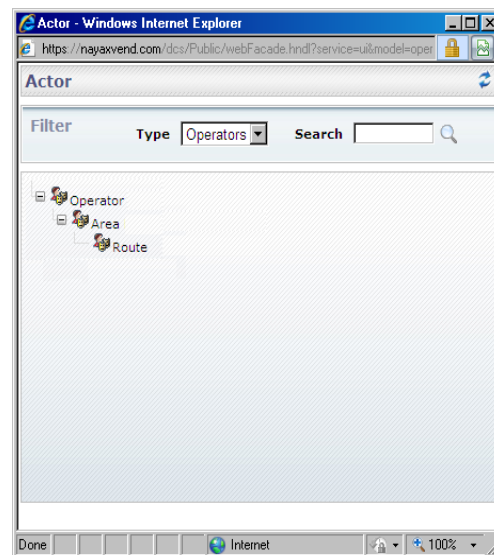 Actor - Windows Internet Explorer
https://nayaxvend.com/dcs/Public/webFacade.hndl?service=ui&model=oper
Actor
Filter Type Operators Search
Operator
Area
Route
Done Internet 100%